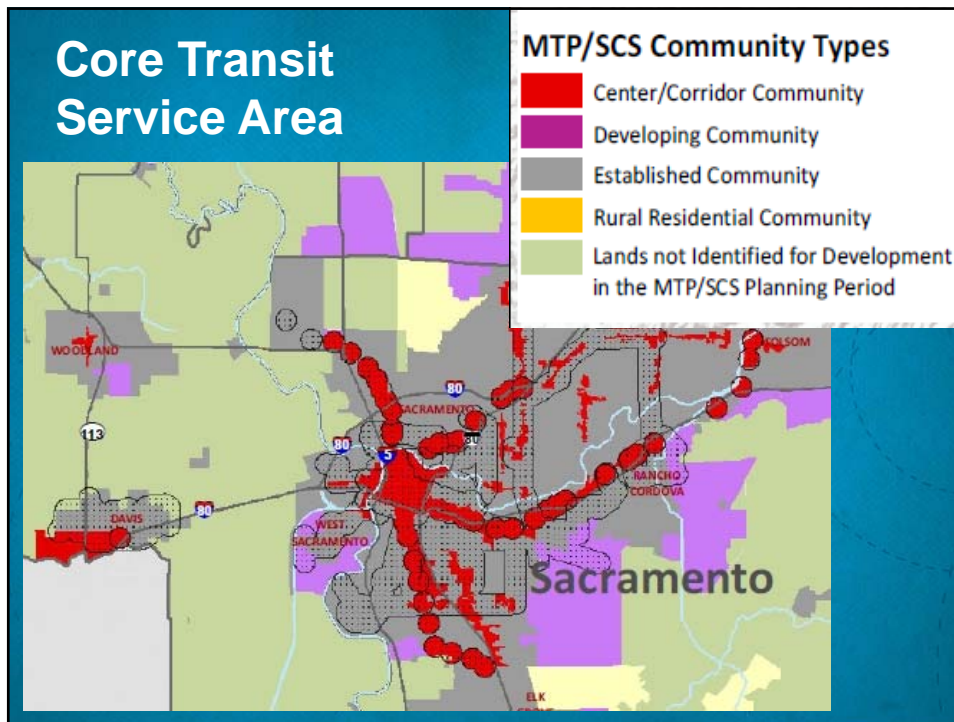 Core Transit
Service Area
MTP/SCS Community Types
Center/Corridor Community
Developing Community
Established Community
Rural Residential Community
Lands not Identified for Development
in the MTP/SCS Planning Period
WOODLAND
FOLSOM
80
SACRAMENTO
113
80
80
5
RANCHO
CORDOVA
80
DAVIS
WEST
SACRAMENTO
Sacramento
ELK